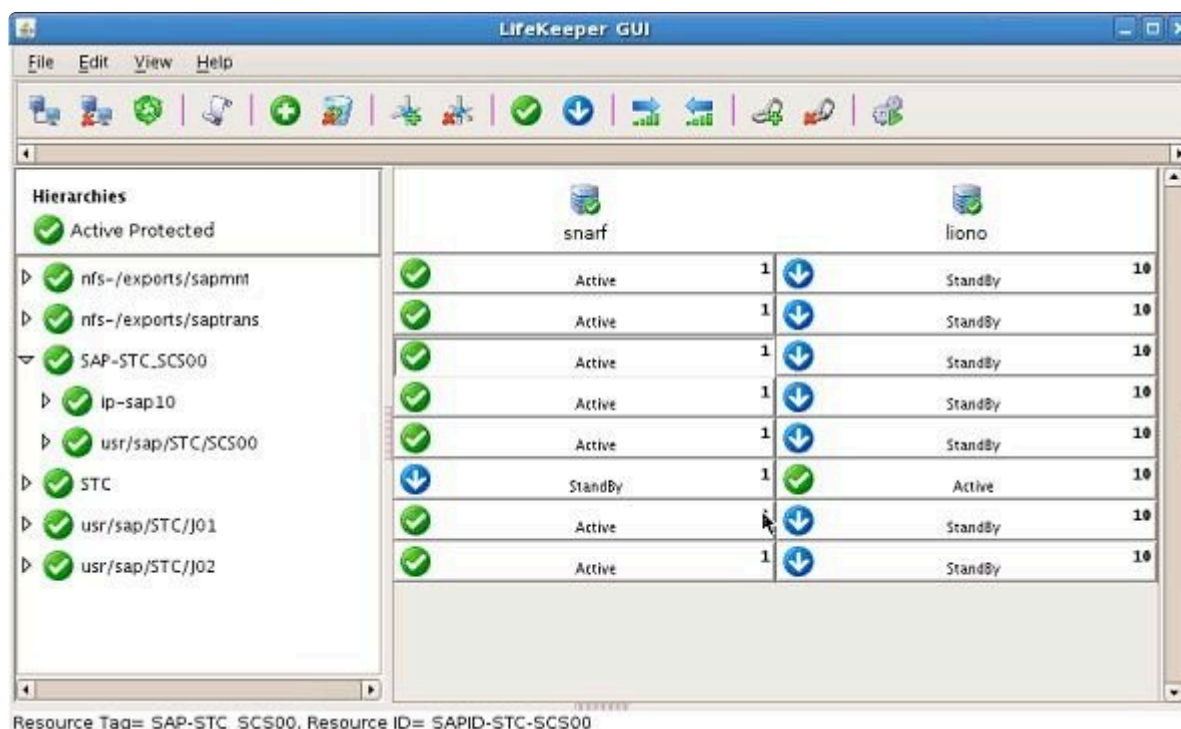 LifeKeeper GUI
File Edit View Help
Hierarchies
Active Protected
snarf liono
nfs-/exports/sapmnt Active 1 StandBy 10
nfs-/exports/saptrans Active 1 StandBy 10
SAP-STC_SCS00 Active 1 StandBy 10
ip-sap10 Active 1 StandBy 10
usr/sap/STC/SCS00 Active 1 StandBy 10
STC StandBy 1 Active 10
usr/sap/STC/J01 Active StandBy 10
usr/sap/STC/J02 Active 1 StandBy 10
Resource Tag= SAP-STC_SCS00, Resource ID= SAPID-STC-SCS00